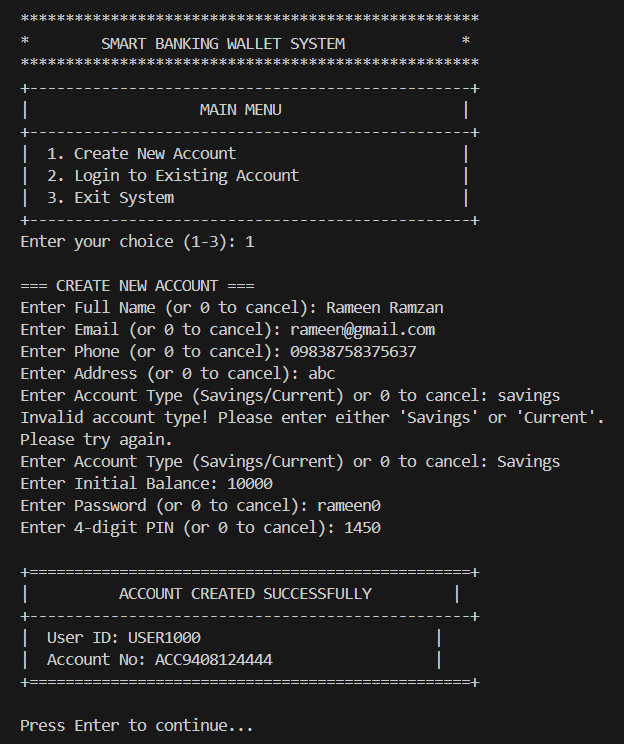 ***************************************************
*        SMART BANKING WALLET SYSTEM             *
***************************************************
+-------------------------------------------------+
|                   MAIN MENU                    |
+-------------------------------------------------+
|  1. Create New Account                         |
|  2. Login to Existing Account                  |
|  3. Exit System                                |
+-------------------------------------------------+
Enter your choice (1-3): 1

=== CREATE NEW ACCOUNT ===
Enter Full Name (or 0 to cancel): Rameen Ramzan
Enter Email (or 0 to cancel): rameen@gmail.com
Enter Phone (or 0 to cancel): 09838758375637
Enter Address (or 0 to cancel): abc
Enter Account Type (Savings/Current) or 0 to cancel: savings
Invalid account type! Please enter either 'Savings' or 'Current'.
Please try again.
Enter Account Type (Savings/Current) or 0 to cancel: Savings
Enter Initial Balance: 10000
Enter Password (or 0 to cancel): rameen0
Enter 4-digit PIN (or 0 to cancel): 1450

+=================================================+
|          ACCOUNT CREATED SUCCESSFULLY         |
+-------------------------------------------------+
|  User ID: USER1000                          |
|  Account No: ACC9408124444                  |
+=================================================+

Press Enter to continue...